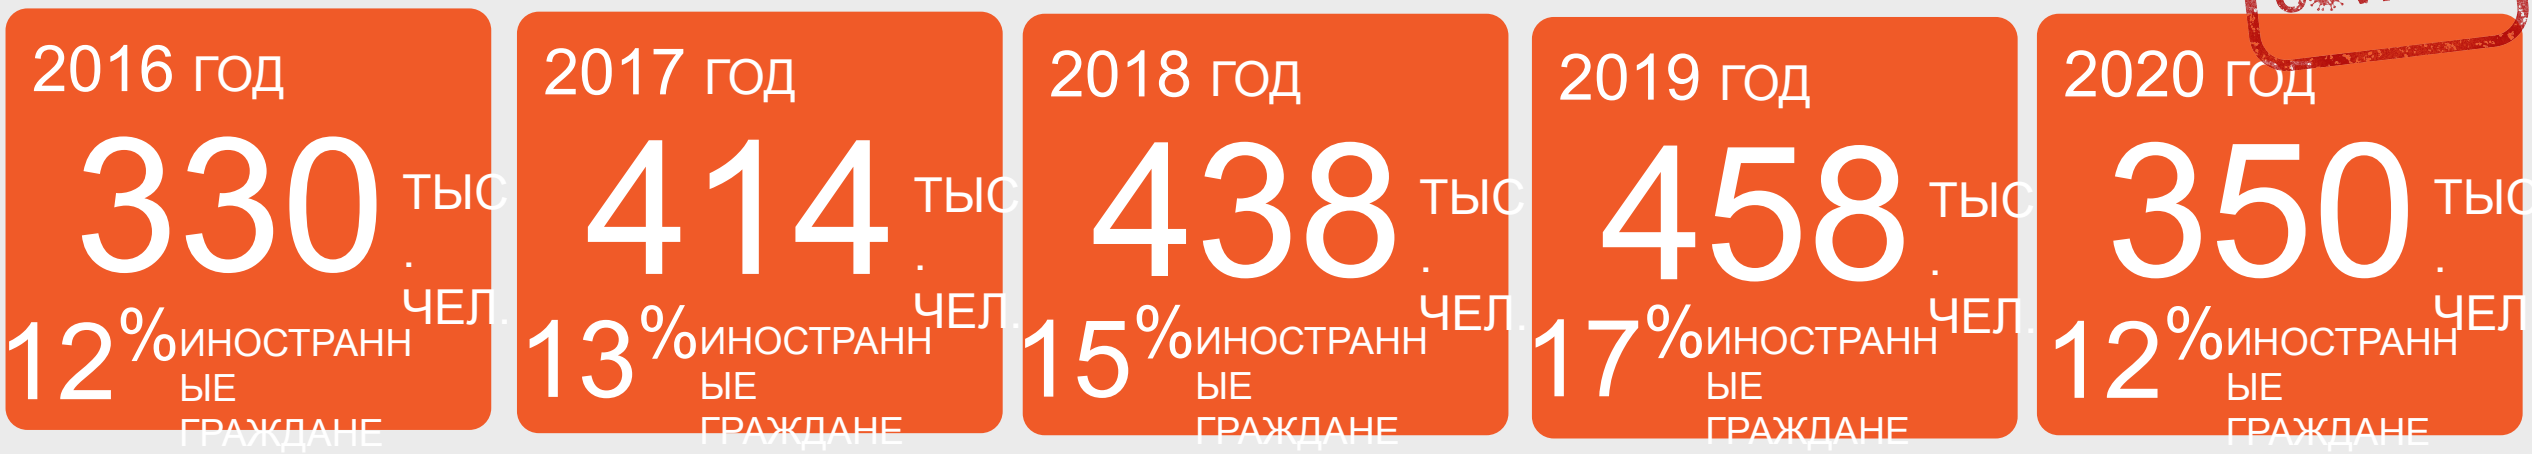 2016 ГОД
330 ТЫС
.
ЧЕЛ.
12% ИНОСТРАНН
ЫЕ
ГРАЖДАНЕ
2017 ГОД
414 ТЫС
.
ЧЕЛ.
13% ИНОСТРАНН
ЫЕ
ГРАЖДАНЕ
2018 ГОД
438 ТЫС
.
ЧЕЛ.
15% ИНОСТРАНН
ЫЕ
ГРАЖДАНЕ
2019 ГОД
458 ТЫС
.
ЧЕЛ.
17% ИНОСТРАНН
ЫЕ
ГРАЖДАНЕ
2020 ГОД
350 ТЫС
.
ЧЕЛ
12% ИНОСТРАНН
ЫЕ
ГРАЖДАНЕ